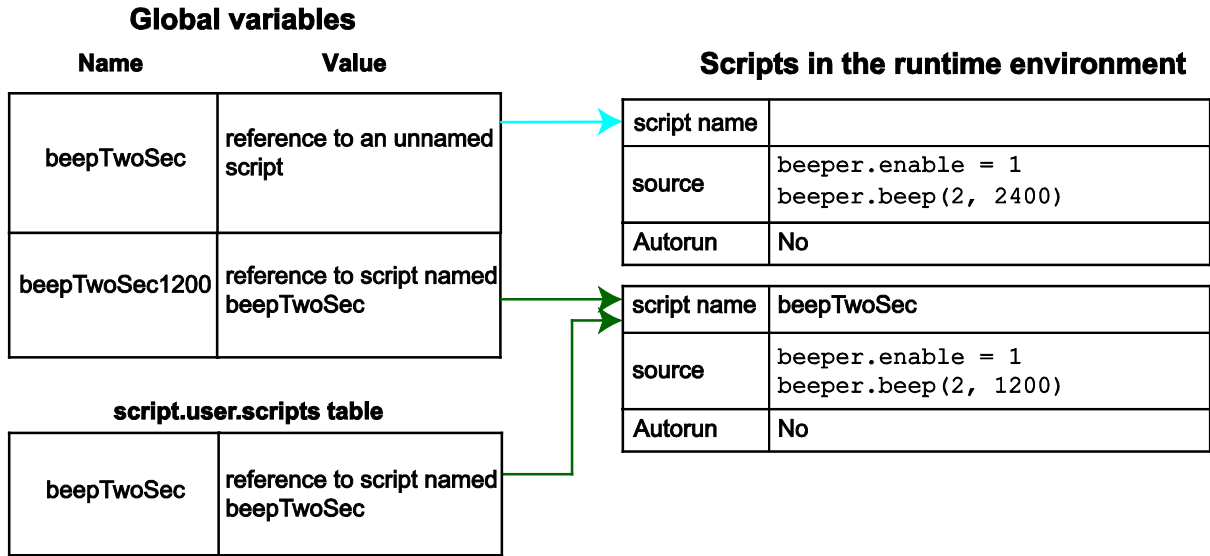 Global variables
Name Value
beepTwoSec
reference to an unnamed
script
beepTwoSec1200
reference to script named
beepTwoSec
script.user.scripts table
beepTwoSec
reference to script named
beepTwoSec
Scripts in the runtime environment
script name
source
beeper.enable = 1
beeper.beep(2, 2400)
Autorun No
script name beepTwoSec
source
beeper.enable = 1
beeper.beep(2, 1200)
Autorun No